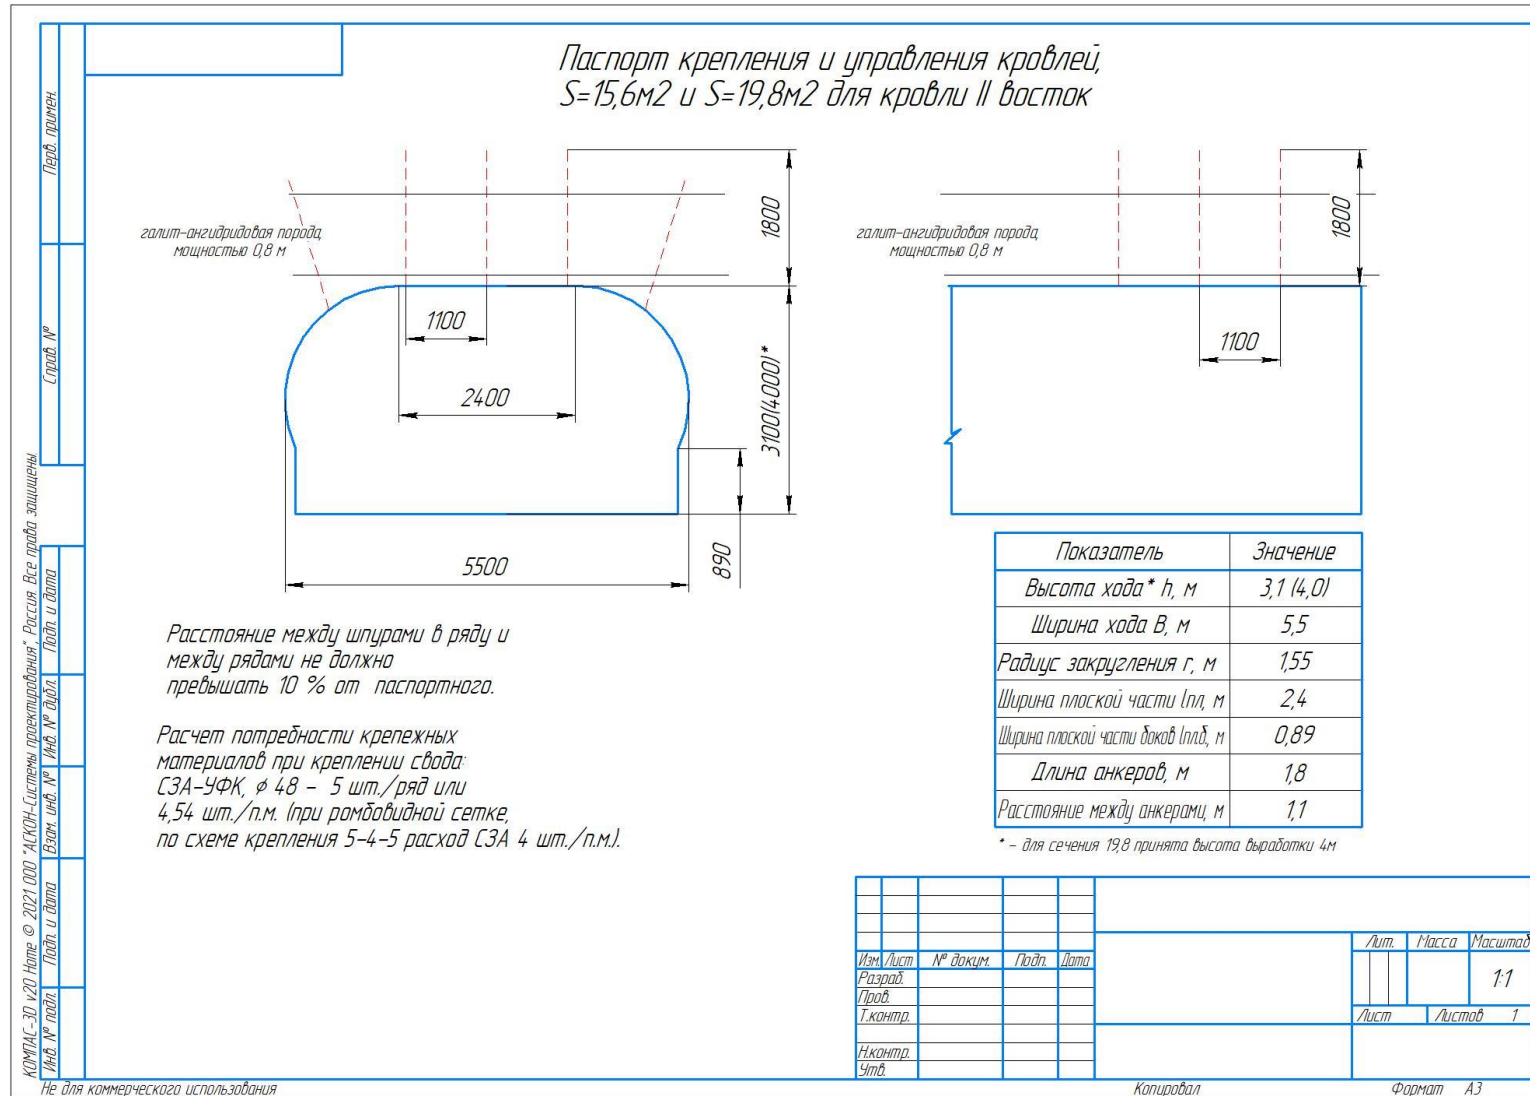 Паспорт крепления и управления кровлей,
S=15,6м2 и S=19,8м2 для кровли II восток
Перв. примен.
Справ. №
Подп. и дата
Инв. № дубл.
Взам. инв. №
Подп. и дата
Инв. № подл.
КОМПАС-3D v20 Home © 2021 ООО "АСКОН-Системы проектирования", Россия. Все права защищены.
галит-ангидридовая порода,
мощностью 0,8 м
1800
1100
2400
3100(4000)*
890
5500
галит-ангидридовая порода,
мощностью 0,8 м
1800
1100
Расстояние между шпурами в ряду и
между рядами не должно
превышать 10 % от паспортного.
Расчет потребности крепежных
материалов при креплении свода:
СЗА-УФК, ϕ 48 - 5 шт./ряд или
4,54 шт./п.м. (при ромбовидной сетке,
по схеме крепления 5-4-5 расход СЗА 4 шт./п.м.).
Показатель Значение
Высота хода* h, м 3,1 (4,0)
Ширина хода В, м 5,5
Радиус закругления r, м 1,55
Ширина плоской части lпл, м 2,4
Ширина плоской части боков lпл.б, м 0,89
Длина анкеров, м 1,8
Расстояние между анкерами, м 1,1
* - для сечения 19,8 принята высота выработки 4м
Изм. Лист № докум. Подп. Дата
Разраб.
Пров.
Т.контр.
Н.контр.
Утв.
Лит. Масса Масштаб
1:1
Лист Листов 1
Не для коммерческого использования
Копировал
Формат A3